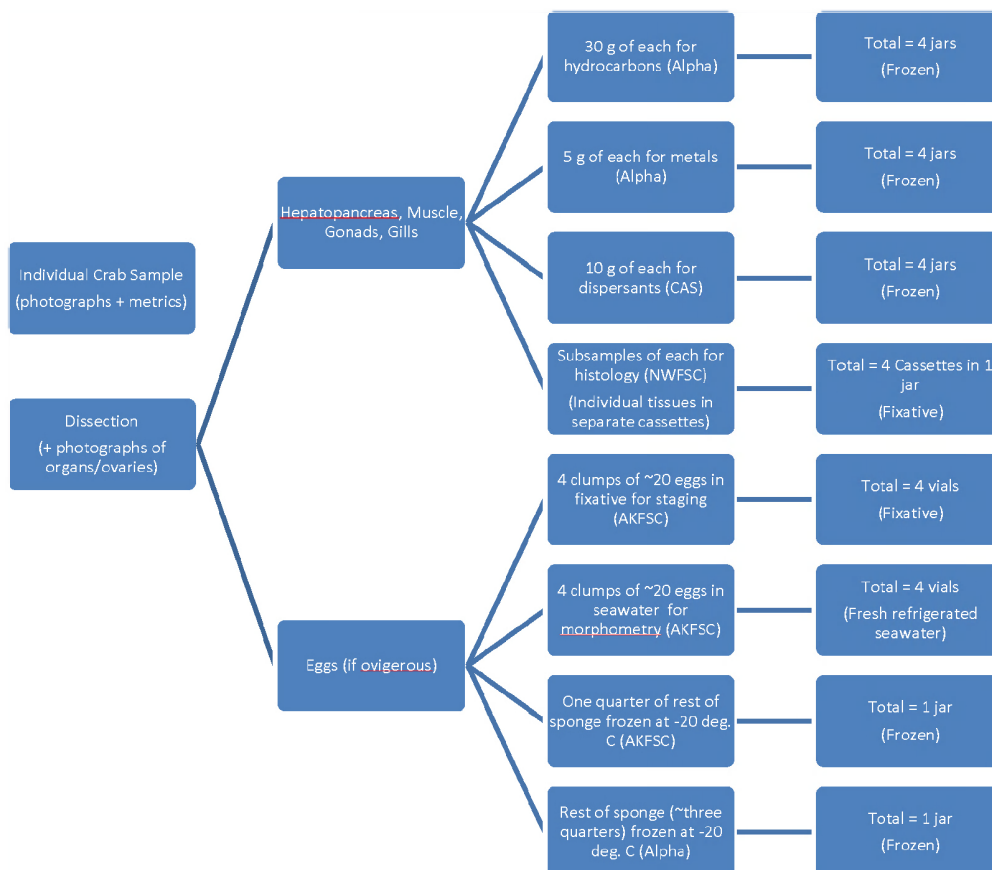 Individual Crab Sample
(photographs + metrics)
Dissection
(+ photographs of
organs/ovaries)
Hepatopancreas, Muscle,
Gonads, Gills
Eggs (if ovigerous)
30 g of each for
hydrocarbons (Alpha)
Total = 4 jars
(Frozen)
5 g of each for metals
(Alpha)
Total = 4 jars
(Frozen)
10 g of each for
dispersants (CAS)
Total = 4 jars
(Frozen)
Subsamples of each for
histology (NWFSC)
(Individual tissues in
separate cassettes)
Total = 4 Cassettes in 1
jar
(Fixative)
4 clumps of ~20 eggs in
fixative for staging
(AKFSC)
Total = 4 vials
(Fixative)
4 clumps of ~20 eggs in
seawater for
morphometry (AKFSC)
Total = 4 vials
(Fresh refrigerated
seawater)
One quarter of rest of
sponge frozen at -20 deg.
C (AKFSC)
Total = 1 jar
(Frozen)
Rest of sponge (~three
quarters) frozen at -20
deg. C (Alpha)
Total = 1 jar
(Frozen)